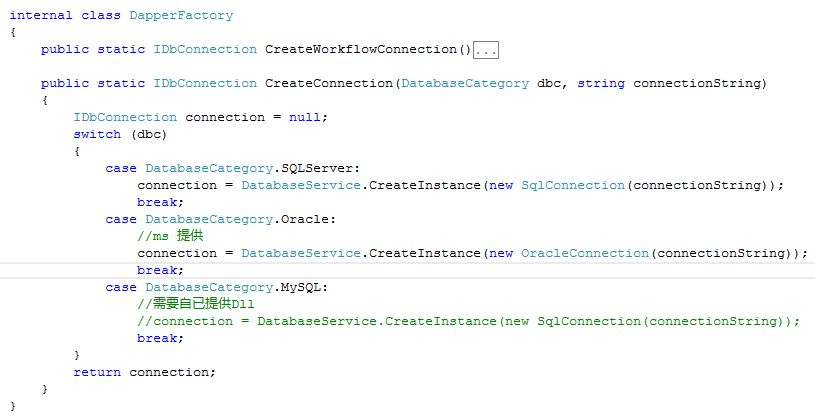 internal class DapperFactory
{
    public static IDbConnection CreateWorkflowConnection()...

    public static IDbConnection CreateConnection(DatabaseCategory dbc, string connectionString)
    {
        IDbConnection connection = null;
        switch (dbc)
        {
            case DatabaseCategory.SQLServer:
                connection = DatabaseService.CreateInstance(new SqlConnection(connectionString));
                break;
            case DatabaseCategory.Oracle:
                //ms 提供
                connection = DatabaseService.CreateInstance(new OracleConnection(connectionString));
                break;
            case DatabaseCategory.MySQL:
                //需要自已提供Dll
                //connection = DatabaseService.CreateInstance(new SqlConnection(connectionString));
                break;
        }
        return connection;
    }
}